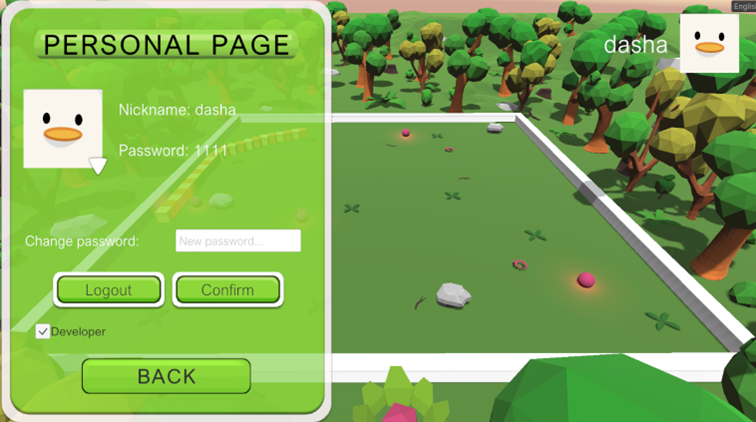 English
PERSONAL PAGE
dasha
Nickname: dasha
Password: 1111
Change password:
New password...
Logout
Confirm
Developer
BACK